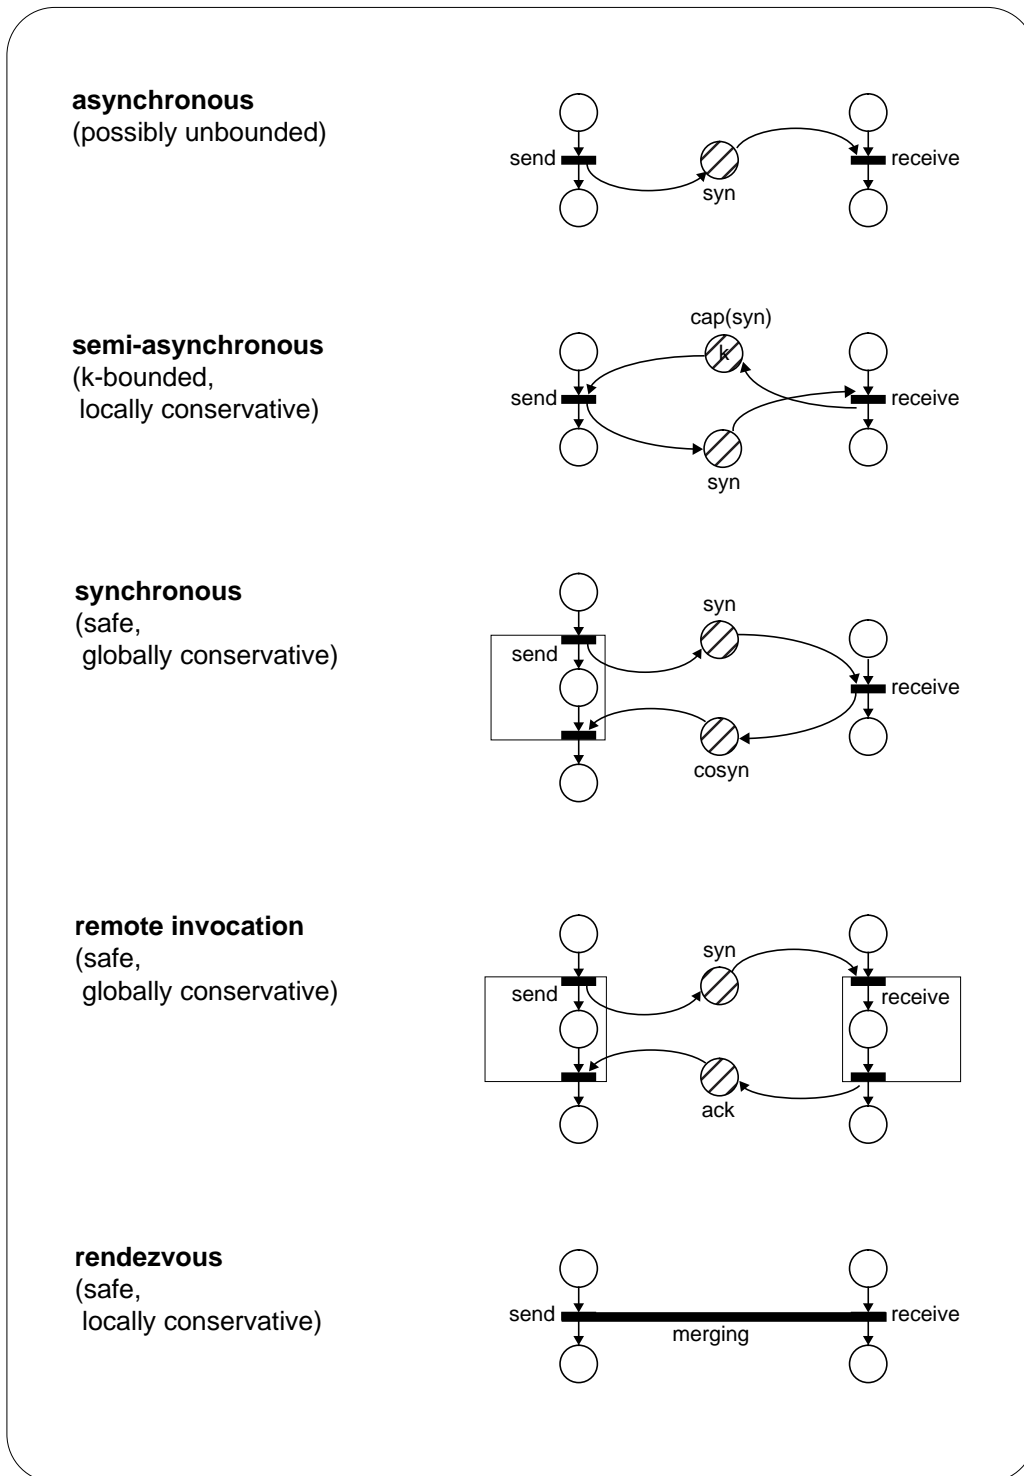 asynchronous
(possibly unbounded)
send
syn
receive
semi-asynchronous
(k-bounded,
locally conservative)
cap(syn)
k
send
receive
syn
synchronous
(safe,
globally conservative)
syn
send
receive
cosyn
remote invocation
(safe,
globally conservative)
syn
send
receive
ack
rendezvous
(safe,
locally conservative)
send
receive
merging